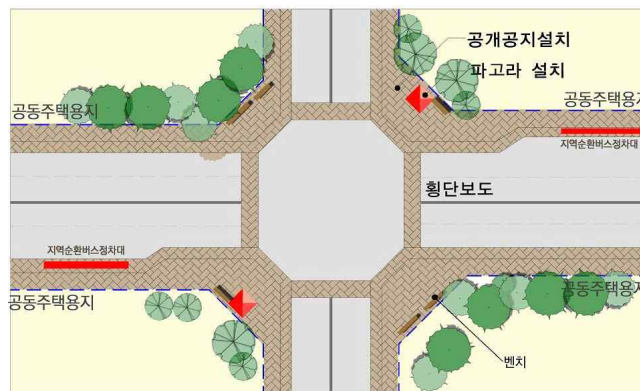 공개공지설치
파고라 설치
공동주택용지
공동주택용지
지역순환버스정차대
횡단보도
지역순환버스정차대
공동주택용지
공동주택용지
벤치